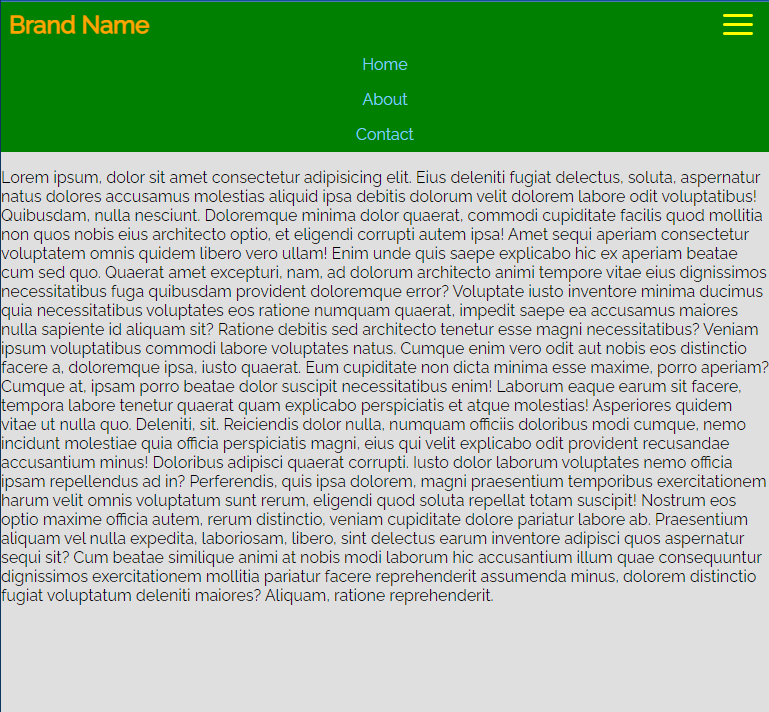 Brand Name
Home
About
Contact
Lorem ipsum, dolor sit amet consectetur adipisicing elit. Eius deleniti fugiat delectus, soluta, aspernatur
natus dolores accusamus molestias aliquid ipsa debitis dolorum velit dolorem labore odit voluptatibus!
Quibusdam, nulla nesciunt. Doloremque minima dolor quaerat, commodi cupiditate facilis quod mollitia
non quos nobis eius architecto optio, et eligendi corrupti autem ipsa! Amet sequi aperiam consectetur
voluptatem omnis quidem libero vero ullam! Enim unde quis saepe explicabo hic ex aperiam beatae
cum sed quo. Quaerat amet excepturi, nam, ad dolorum architecto animi tempore vitae eius dignissimos
necessitatibus fuga quibusdam provident doloremque error? Voluptate iusto inventore minima ducimus
quia necessitatibus voluptates eos ratione numquam quaerat, impedit saepe ea accusamus maiores
nulla sapiente id aliquam sit? Ratione debitis sed architecto tenetur esse magni necessitatibus? Veniam
ipsum voluptatibus commodi labore voluptates natus. Cumque enim vero odit aut nobis eos distinctio
facere a, doloremque ipsa, iusto quaerat. Eum cupiditate non dicta minima esse maxime, porro aperiam?
Cumque at, ipsam porro beatae dolor suscipit necessitatibus enim! Laborum eaque earum sit facere,
tempora labore tenetur quaerat quam explicabo perspiciatis et atque molestias! Asperiores quidem
vitae ut nulla quo. Deleniti, sit. Reiciendis dolor nulla, numquam officiis doloribus modi cumque, nemo
incidunt molestiae quia officia perspiciatis magni, eius qui velit explicabo odit provident recusandae
accusantium minus! Doloribus adipisci quaerat corrupti. Iusto dolor laborum voluptates nemo officia
ipsam repellendus ad in? Perferendis, quis ipsa dolorem, magni praesentium temporibus exercitationem
harum velit omnis voluptatum sunt rerum, eligendi quod soluta repellat totam suscipit! Nostrum eos
optio maxime officia autem, rerum distinctio, veniam cupiditate dolore pariatur labore ab. Praesentium
aliquam vel nulla expedita, laboriosam, libero, sint delectus earum inventore adipisci quos aspernatur
sequi sit? Cum beatae similique animi at nobis modi laborum hic accusantium illum quae consequuntur
dignissimos exercitationem mollitia pariatur facere reprehenderit assumenda minus, dolorem distinctio
fugiat voluptatum deleniti maiores? Aliquam, ratione reprehenderit.